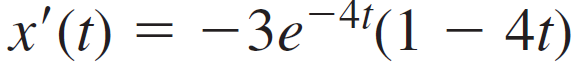 x′(t) = −3e⁻⁴ᵗ(1 − 4t)